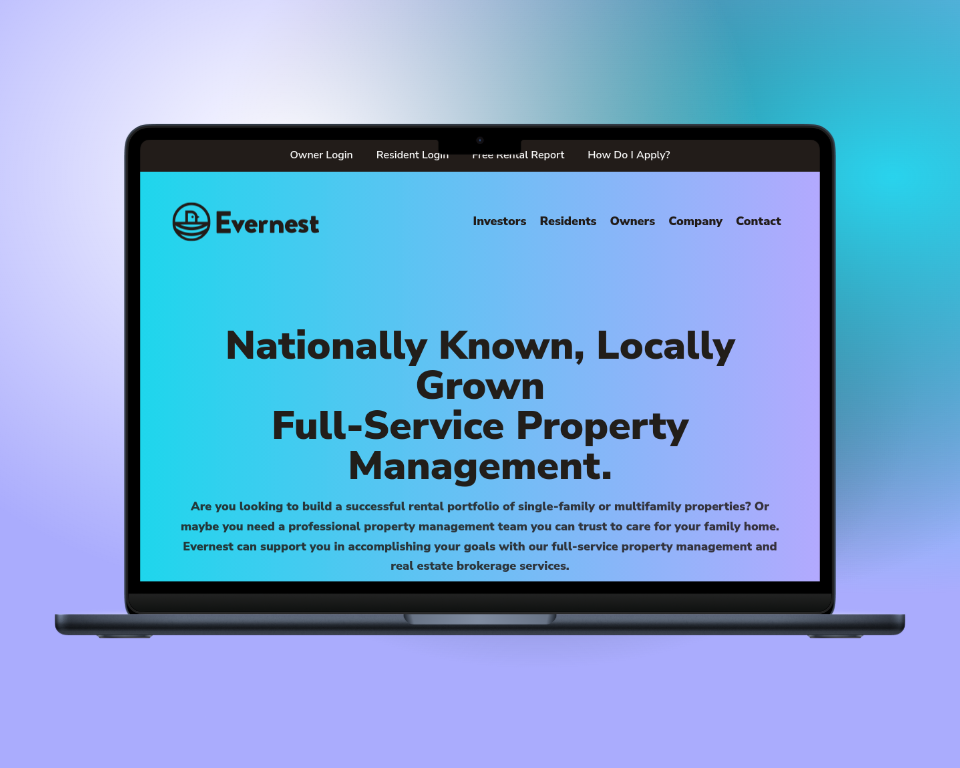 Owner Login Resident Login Free Rental Report How Do I Apply?
Evernest
Investors Residents Owners Company Contact
Nationally Known, Locally
Grown
Full-Service Property
Management.
Are you looking to build a successful rental portfolio of single-family or multifamily properties? Or
maybe you need a professional property management team you can trust to care for your family home.
Evernest can support you in accomplishing your goals with our full-service property management and
real estate brokerage services.